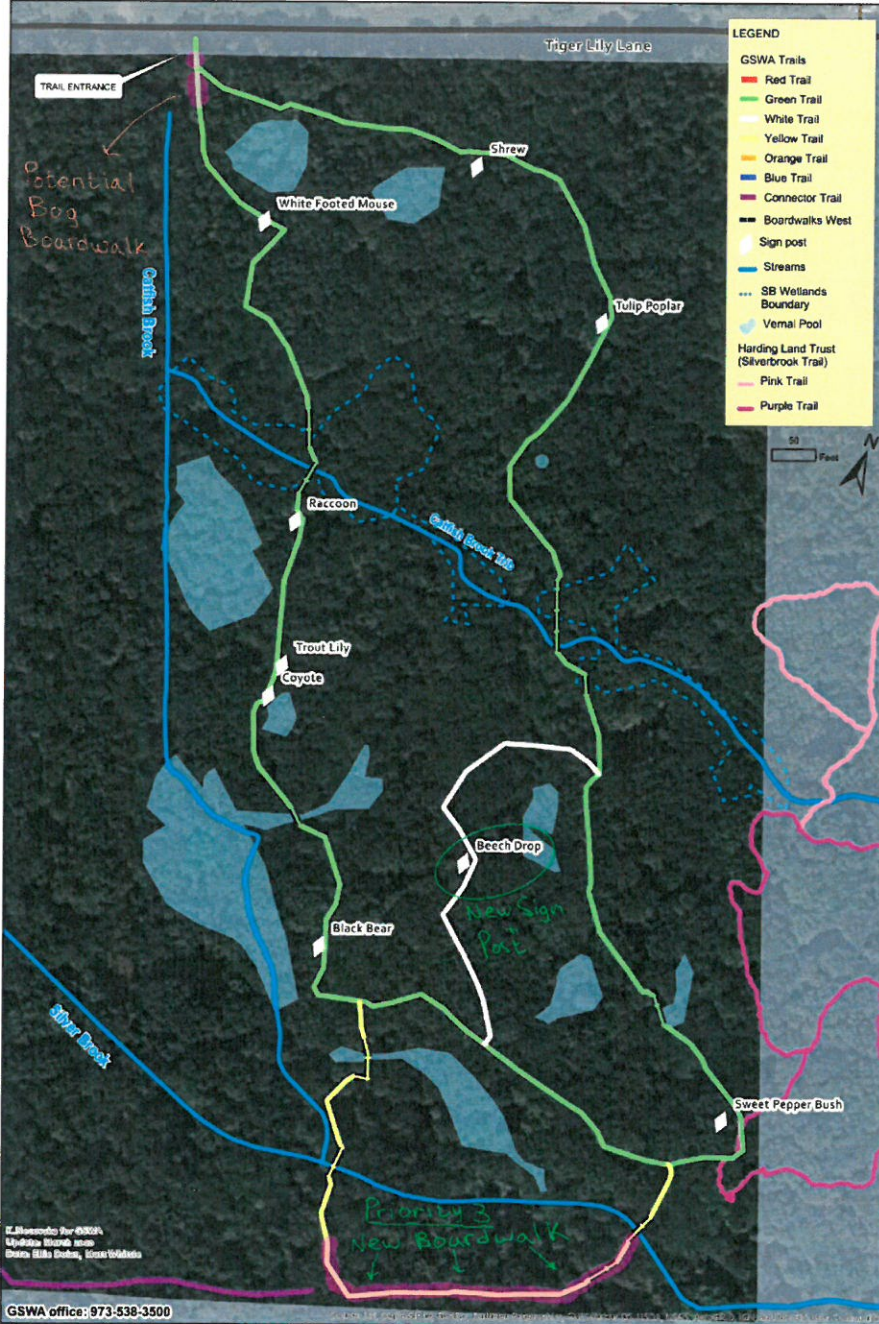 Tiger Lily Lane
TRAIL ENTRANCE
Potential
Bog
Boardwalk
Shrew
White Footed Mouse
Catfish Brook
Tulip Poplar
Raccoon
Catfish Brook Trib
Trout Lily
Coyote
Beech Drop
New Sign
Post
Black Bear
Silver Brook
Sweet Pepper Bush
Priority 3
New Boardwalk
Update: March
GSWA office: 973-538-3500
LEGEND
GSWA Trails
Red Trail
Green Trail
White Trail
Yellow Trail
Orange Trail
Blue Trail
Connector Trail
Boardwalks West
Sign post
Streams
SB Wetlands
Boundary
Vernal Pool
Harding Land Trust
(Silverbrook Trail)
Pink Trail
Purple Trail
50
Feet
N